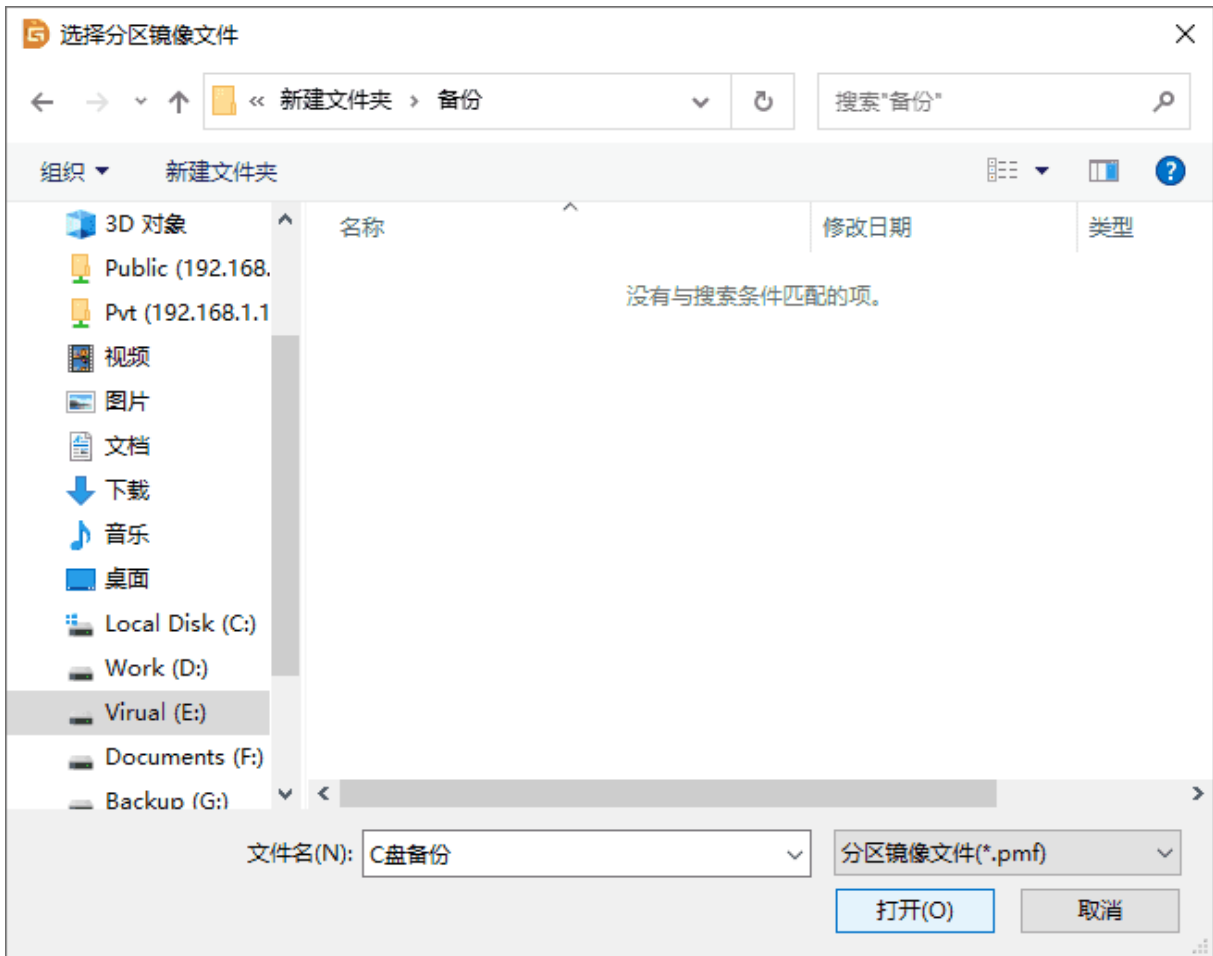 选择分区镜像文件
« 新建文件夹 › 备份
搜索"备份"
组织
新建文件夹
3D 对象
Public (192.168.
Pvt (192.168.1.1
视频
图片
文档
下载
音乐
桌面
Local Disk (C:)
Work (D:)
Virual (E:)
Documents (F:)
Backup (G:)
名称
修改日期
类型
没有与搜索条件匹配的项。
文件名(N): C盘备份
分区镜像文件(*.pmf)
打开(O)
取消